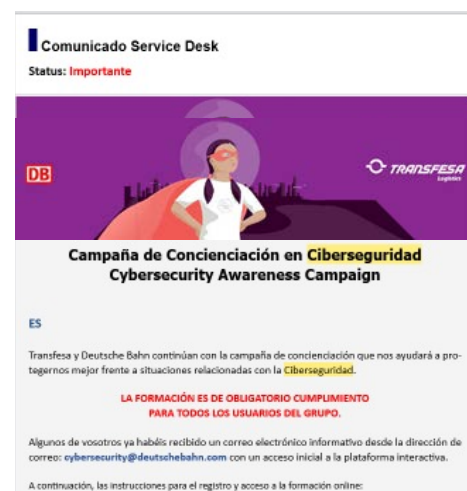 Comunicado Service Desk
Status: Importante
DB
TRANSFESA
Logistics
Campaña de Concienciación en Ciberseguridad
Cybersecurity Awareness Campaign
ES
Transfesa y Deutsche Bahn continúan con la campaña de concienciación que nos ayudará a pro-
tegernos mejor frente a situaciones relacionadas con la Ciberseguridad.
LA FORMACIÓN ES DE OBLIGATORIO CUMPLIMIENTO
PARA TODOS LOS USUARIOS DEL GRUPO.
Algunos de vosotros ya habéis recibido un correo electrónico informativo desde la dirección de
correo: cybersecurity@deutschebahn.com con un acceso inicial a la plataforma interactiva.
A continuación, las instrucciones para el registro y acceso a la formación online: